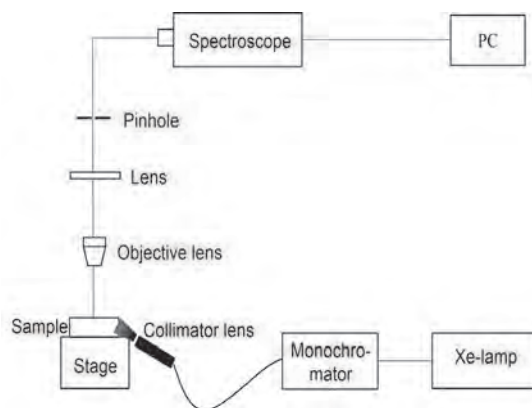 Spectroscope
PC
Pinhole
Lens
Objective lens
Sample
Collimator lens
Stage
Monochro-
mator
Xe-lamp